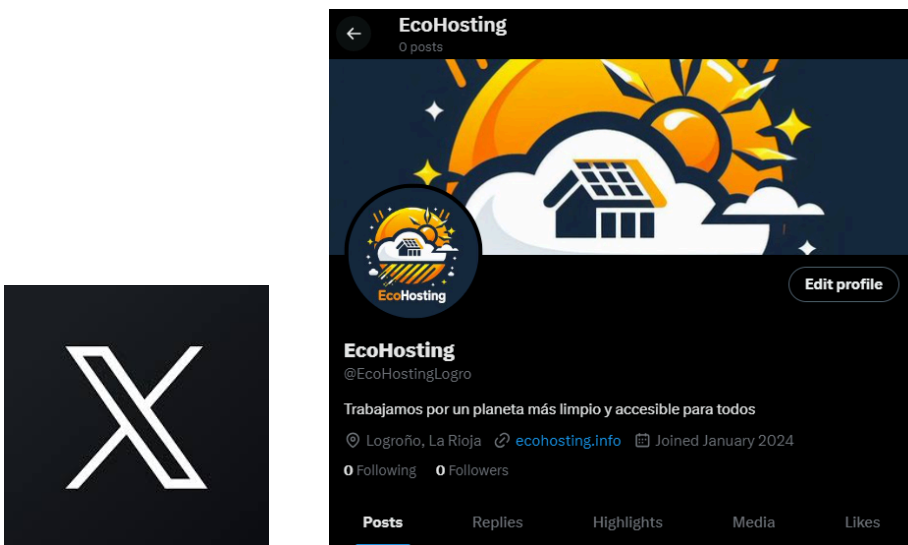 EcoHosting
0 posts
EcoHosting
Edit profile
EcoHosting
@EcoHostingLogro
Trabajamos por un planeta más limpio y accesible para todos
Logroño, La Rioja ecohosting.info Joined January 2024
0 Following 0 Followers
Posts Replies Highlights Media Likes